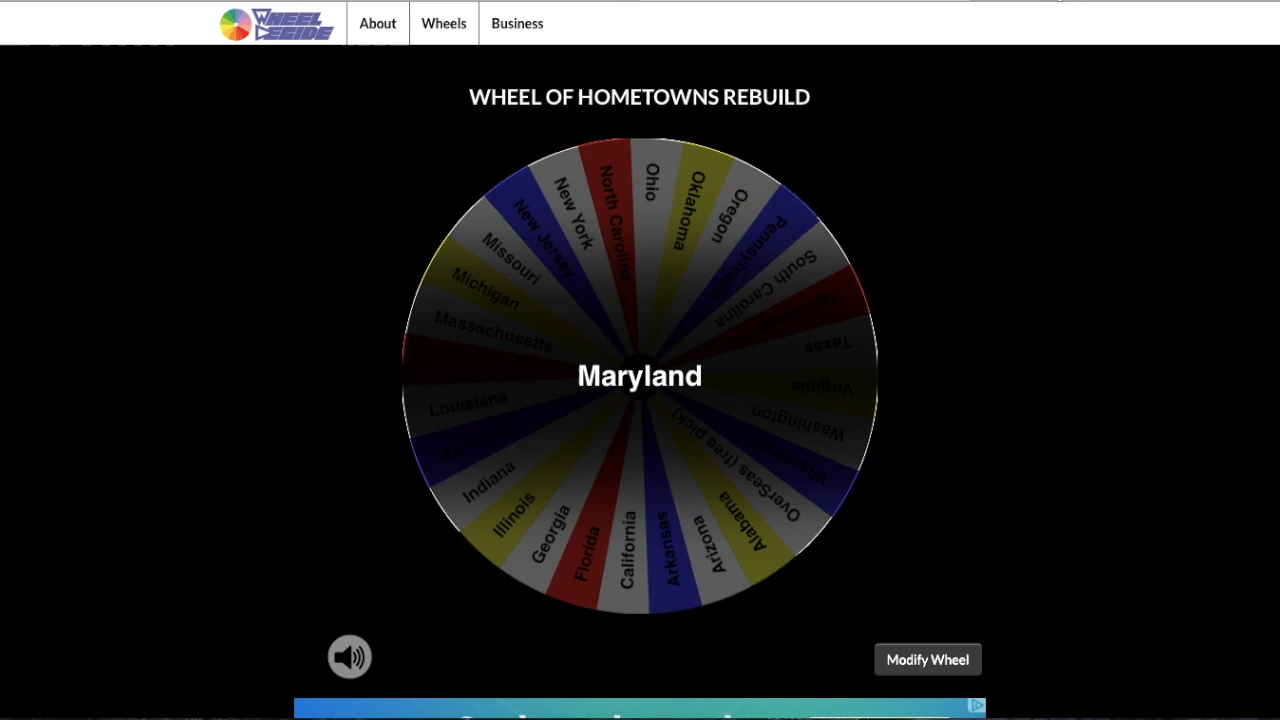 WHEEL DECIDE
About
Wheels
Business
WHEEL OF HOMETOWNS REBUILD
Ohio
Oklahoma
Oregon
Pennsylvania
South Carolina
Tennessee
Texas
Virginia
Washington
Wisconsin
OverSeas (free pick)
Alabama
Arizona
Arkansas
California
Florida
Georgia
Illinois
Indiana
Louisiana
Massachusetts
Michigan
Missouri
New Jersey
New York
North Carolina
Maryland
Modify Wheel